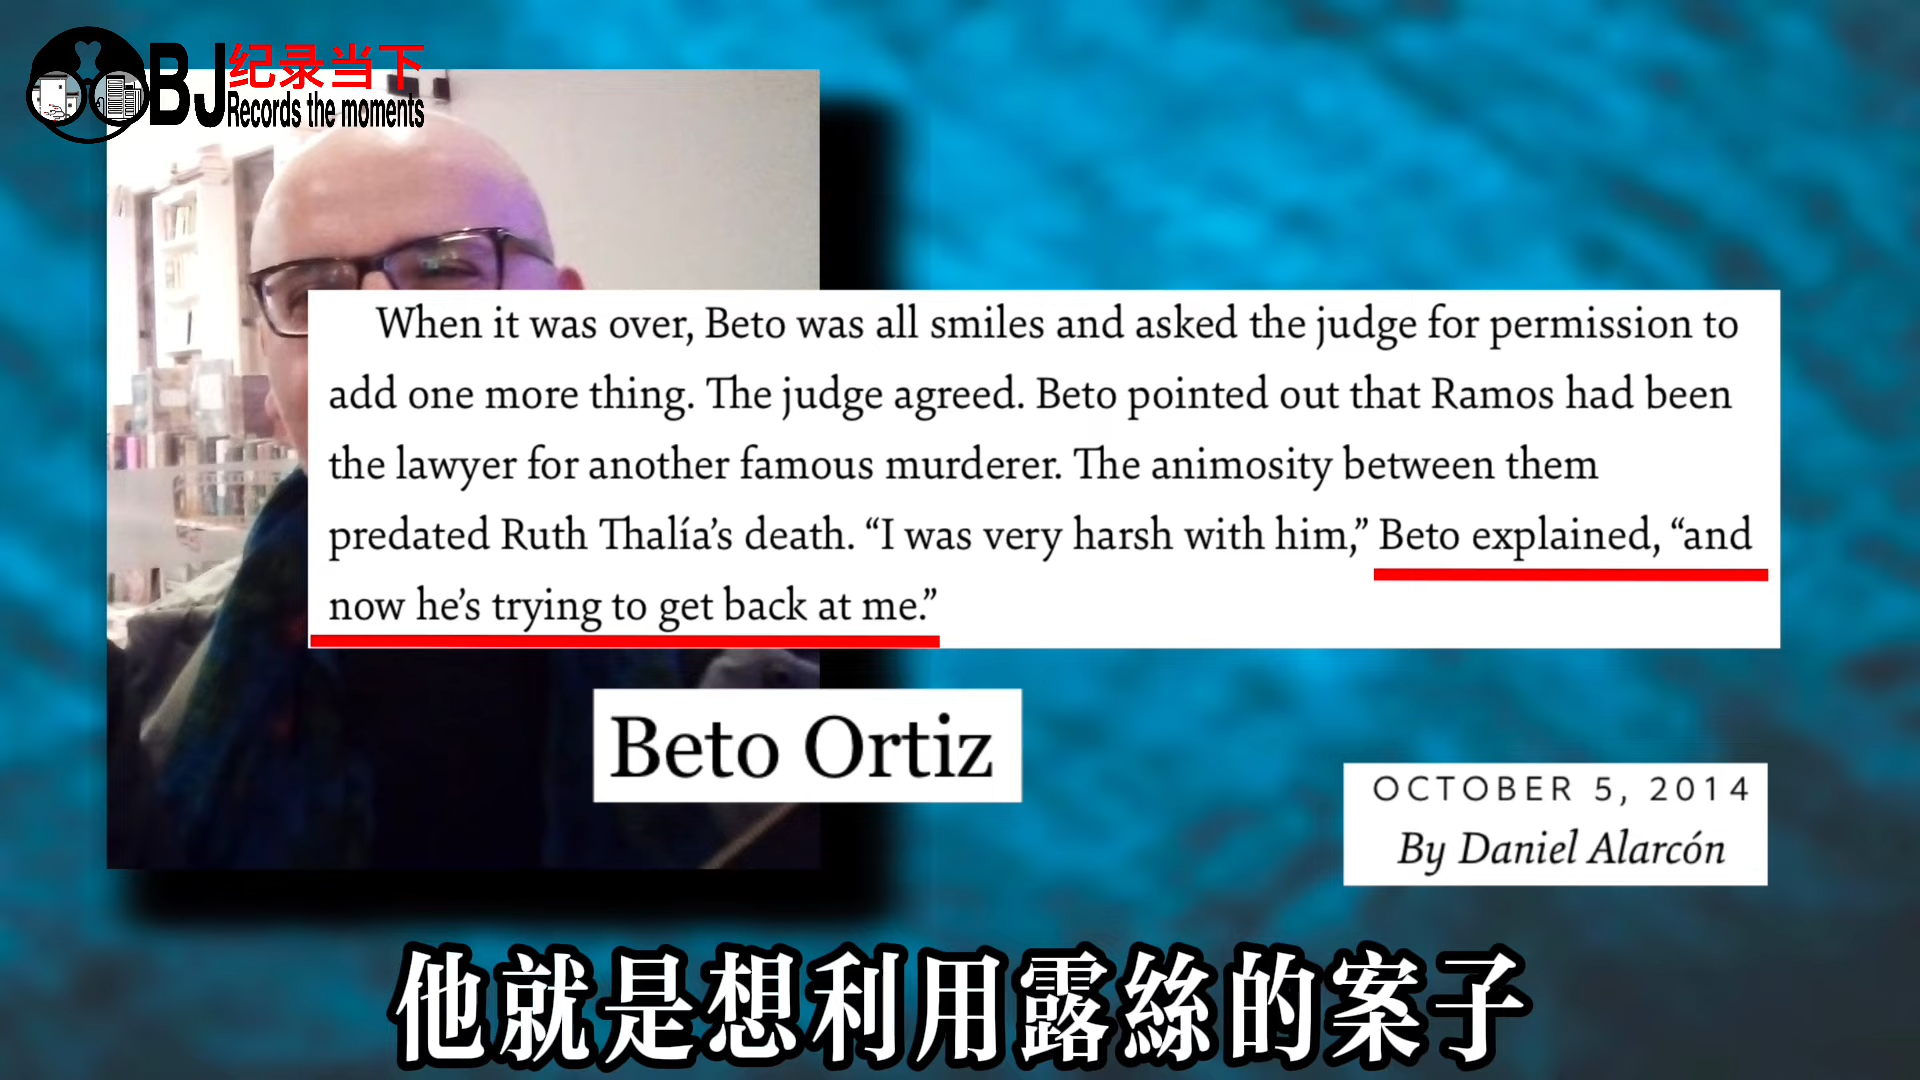 BJ纪录当下
Records the moments
When it was over, Beto was all smiles and asked the judge for permission to
add one more thing. The judge agreed. Beto pointed out that Ramos had been
the lawyer for another famous murderer. The animosity between them
predated Ruth Thalía’s death. “I was very harsh with him,” Beto explained, “and
now he’s trying to get back at me.”
Beto Ortiz
OCTOBER 5, 2014
By Daniel Alarcón
他就是想利用露絲的案子